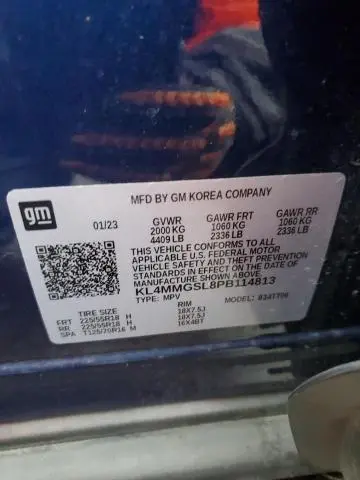 gm
MFD BY GM KOREA COMPANY
01/23 GVWR GAWR FRT GAWR RR
2000 KG 1060 KG 1060 KG
4409 LB 2336 LB 2336 LB
THIS VEHICLE CONFORMS TO ALL
APPLICABLE U.S. FEDERAL MOTOR
VEHICLE SAFETY AND THEFT PREVENTION
STANDARDS IN EFFECT ON THE DATE OF
MANUFACTURE SHOWN ABOVE.
KL4MMGSL8PB114813
TYPE: MPV MODEL:
TIRE SIZE RIM
FRT 225/55R18 H 18X7.5J
RR 225/55R18 H 18X7.5J
SPA T125/70R16 M 16X4BT